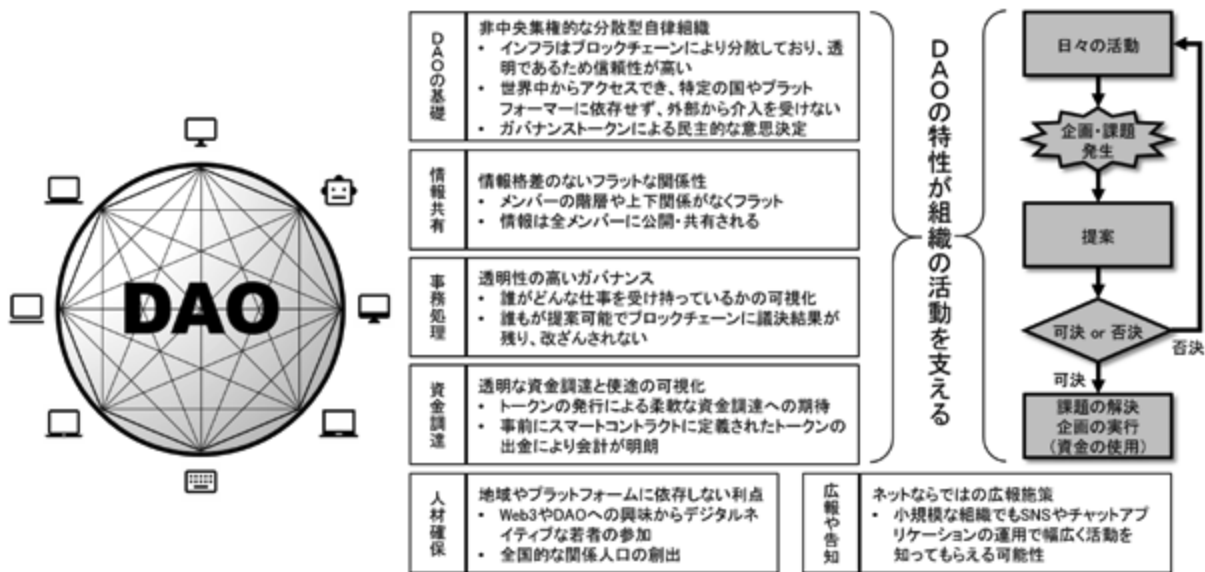 DAO
DAOの基礎
非中央集権的な分散型自律組織
• インフラはブロックチェーンにより分散しており、透
明であるため信頼性が高い
• 世界中からアクセスでき、特定の国やプラット
フォーマーに依存せず、外部から介入を受けない
• ガバナンストークンによる民主的な意思決定
情報共有
情報格差のないフラットな関係性
• メンバーの階層や上下関係がなくフラット
• 情報は全メンバーに公開・共有される
事務処理
透明性の高いガバナンス
• 誰がどんな仕事を受け持っているかの可視化
• 誰もが提案可能でブロックチェーンに議決結果が
残り、改ざんされない
資金調達
透明な資金調達と使途の可視化
• トークンの発行による柔軟な資金調達への期待
• 事前にスマートコントラクトに定義されたトークンの
出金により会計が明朗
人材確保
地域やプラットフォームに依存しない利点
• Web3やDAOへの興味からデジタルネ
イティブな若者の参加
• 全国的な関係人口の創出
広報や告知
ネットならではの広報施策
• 小規模な組織でもSNSやチャットアプ
リケーションの運用で幅広く活動を
知ってもらえる可能性
DAOの特性が組織の活動を支える
日々の活動
企画・課題
発生
提案
可決 or 否決
否決
可決
課題の解決
企画の実行
（資金の使用）